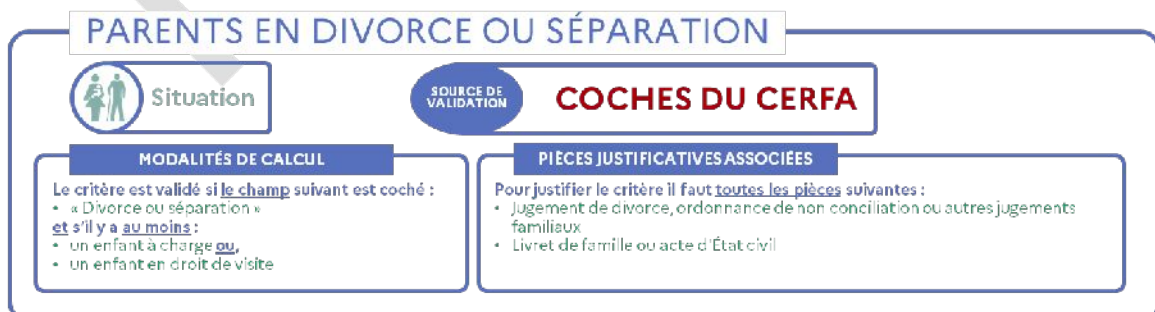 PARENTS EN DIVORCE OU SÉPARATION
Situation
SOURCE DE
VALIDATION
COCHES DU CERFA
MODALITÉS DE CALCUL
Le critère est validé si le champ suivant est coché :
• « Divorce ou séparation »
et s'il y a au moins :
• un enfant à charge ou,
• un enfant en droit de visite
PIÈCES JUSTIFICATIVES ASSOCIÉES
Pour justifier le critère il faut toutes les pièces suivantes :
• Jugement de divorce, ordonnance de non conciliation ou autres jugements
familiaux
• Livret de famille ou acte d'État civil